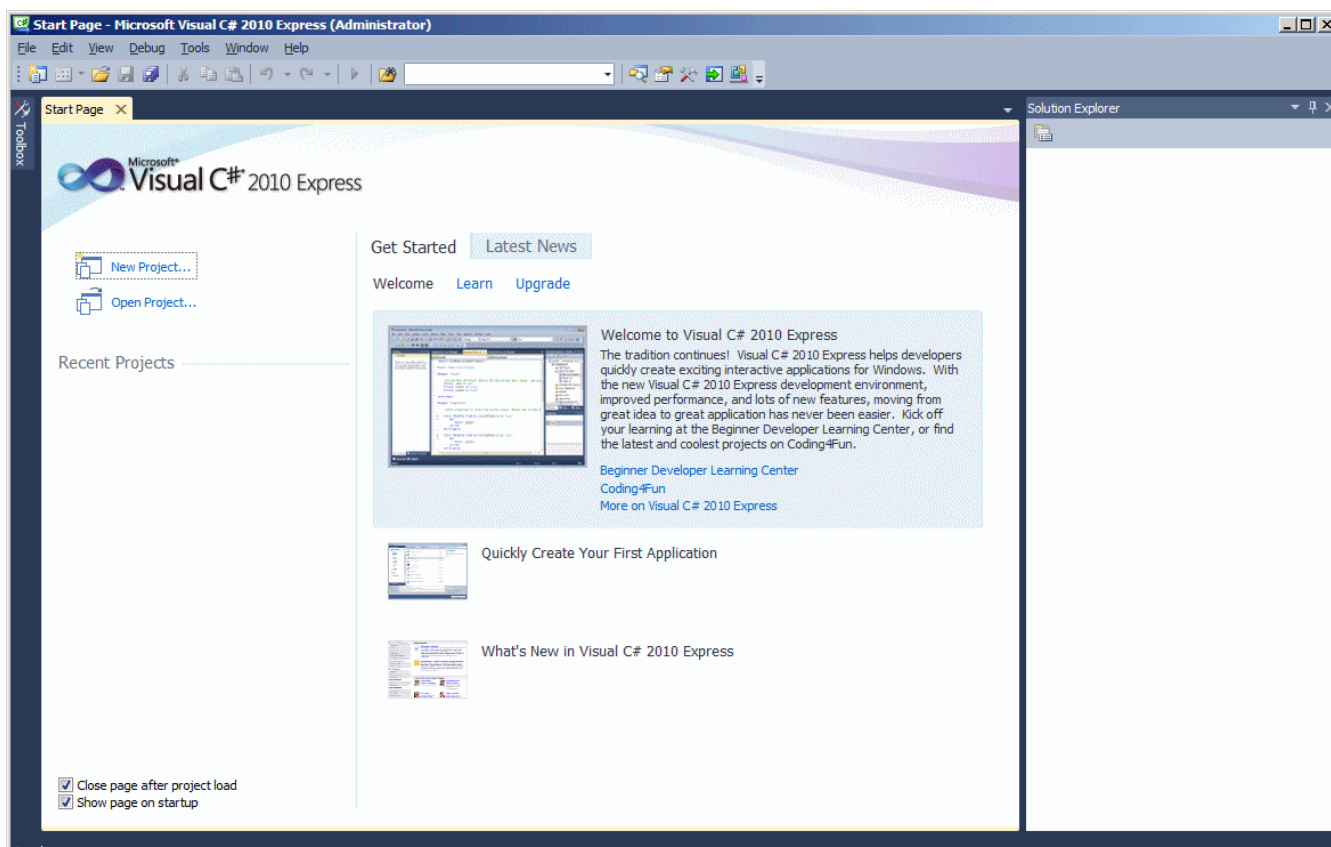 Start Page - Microsoft Visual C# 2010 Express (Administrator)
File Edit View Debug Tools Window Help
Toolbox
Start Page
Solution Explorer
Microsoft
Visual C# 2010 Express
New Project...
Open Project...
Recent Projects
Close page after project load
Show page on startup
Get Started Latest News
Welcome Learn Upgrade
Welcome to Visual C# 2010 Express
The tradition continues! Visual C# 2010 Express helps developers
quickly create exciting interactive applications for Windows. With
the new Visual C# 2010 Express development environment,
improved performance, and lots of new features, moving from
great idea to great application has never been easier. Kick off
your learning at the Beginner Developer Learning Center, or find
the latest and coolest projects on Coding4Fun.
Beginner Developer Learning Center
Coding4Fun
More on Visual C# 2010 Express
Quickly Create Your First Application
What's New in Visual C# 2010 Express